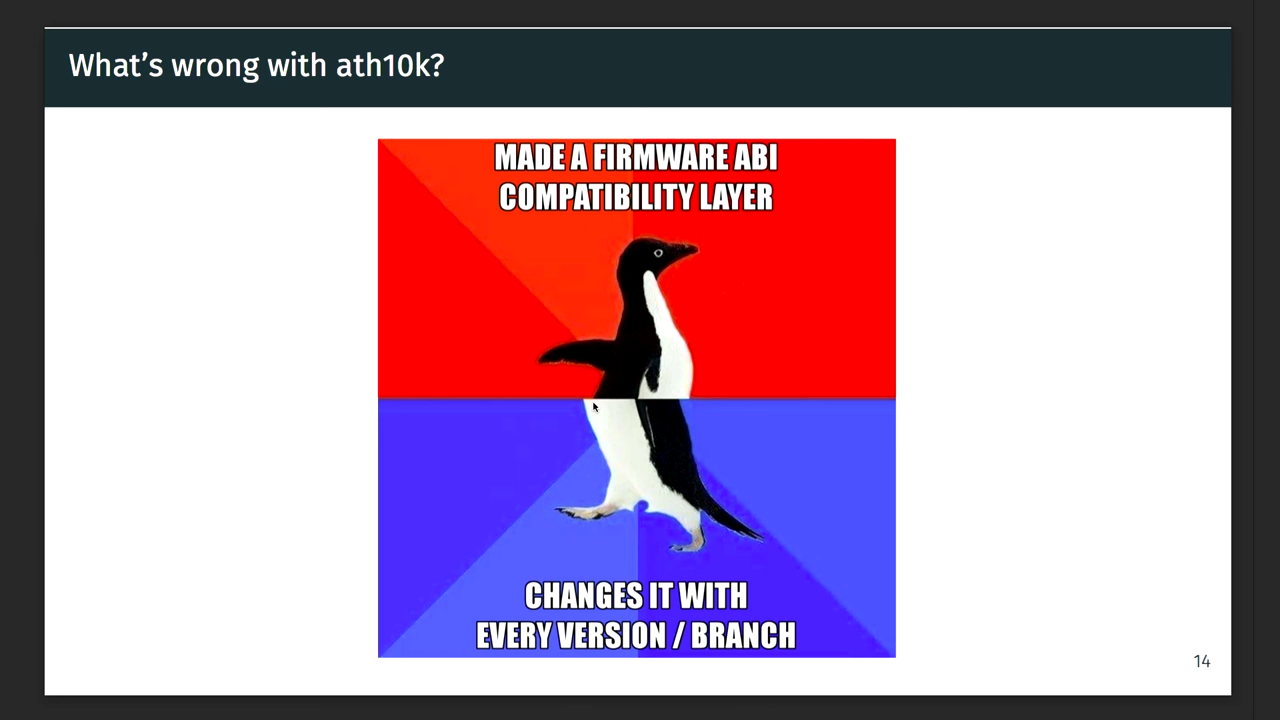 What’s wrong with ath10k?
MADE A FIRMWARE ABI
COMPATIBILITY LAYER
CHANGES IT WITH
EVERY VERSION / BRANCH
14